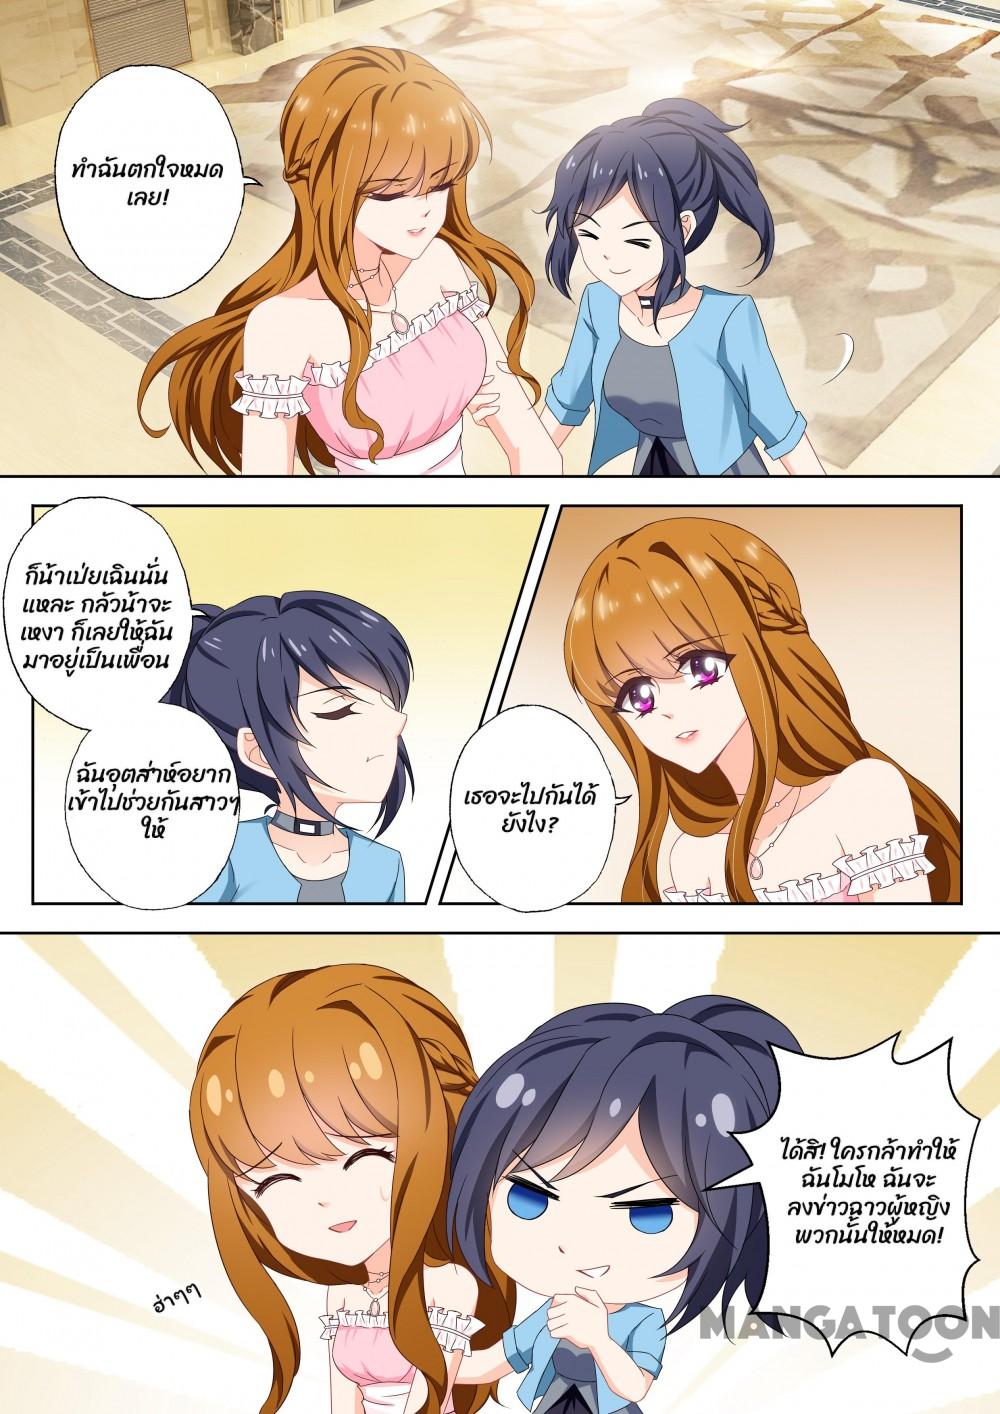 ทำฉันตกใจหมด
เลย!
ก็น้าเป่ยเฉินนั่น
แหละ กลัวน้าจะ
เหงา ก็เลยให้ฉัน
มาอยู่เป็นเพื่อน
ฉันอุตส่าห์อยาก
เข้าไปช่วยกันสาวๆ
ให้
เธอจะไปกันได้
ยังไง?
ได้สิ! ใครกล้าทำให้
ฉันโมโห ฉันจะ
ลงข่าวฉาวผู้หญิง
พวกนั้นให้หมด!
ฮ่าๆๆ
MANGATOON